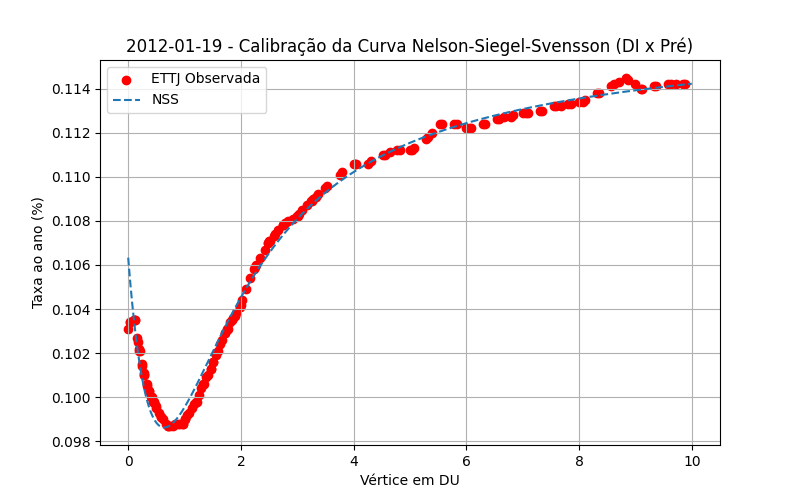 2012-01-19 - Calibração da Curva Nelson-Siegel-Svensson (DI x Pré)
ETTJ Observada
NSS
Taxa ao ano (%)
0.114
0.112
0.110
0.108
0.106
0.104
0.102
0.100
0.098
0 2 4 6 8 10
Vértice em DU